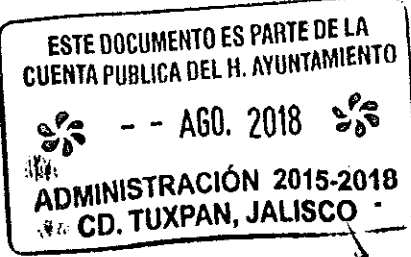 ESTE DOCUMENTO ES PARTE DE LA
CUENTA PUBLICA DEL H. AYUNTAMIENTO
- - AGO. 2018
ADMINISTRACIÓN 2015-2018
CD. TUXPAN, JALISCO